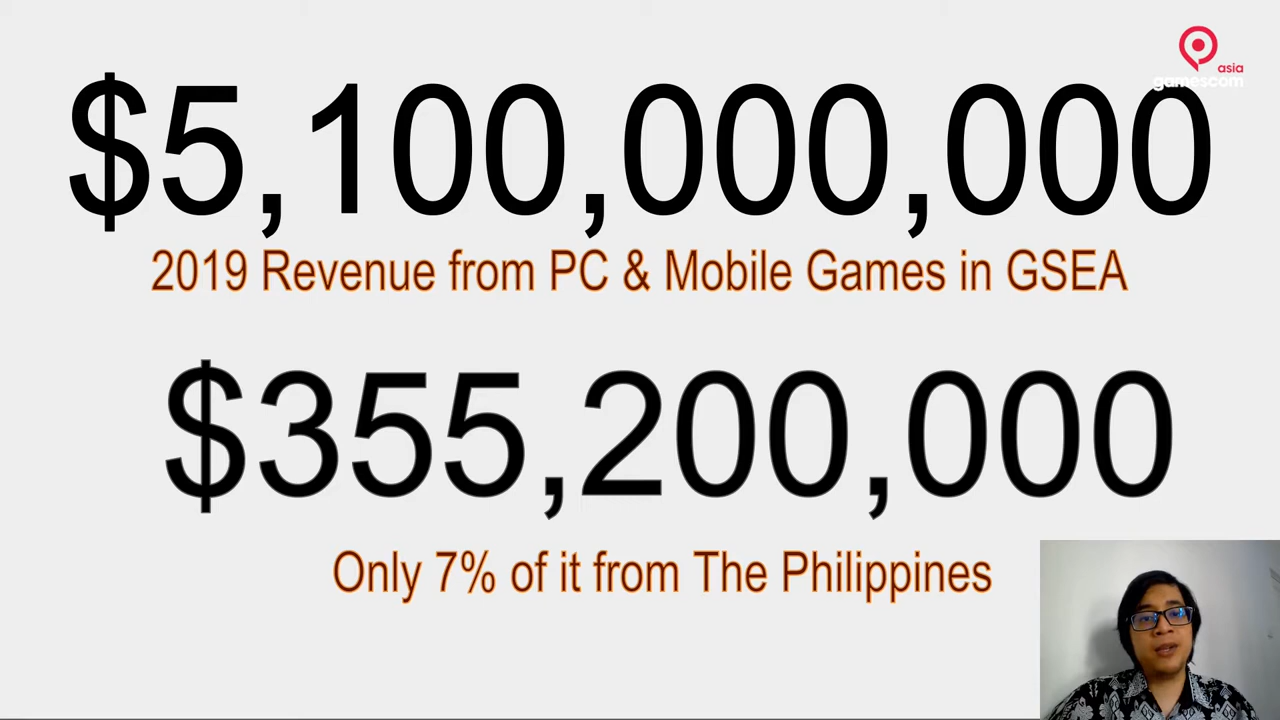 asia
gamescom
$5,100,000,000
2019 Revenue from PC & Mobile Games in GSEA
$355,200,000
Only 7% of it from The Philippines